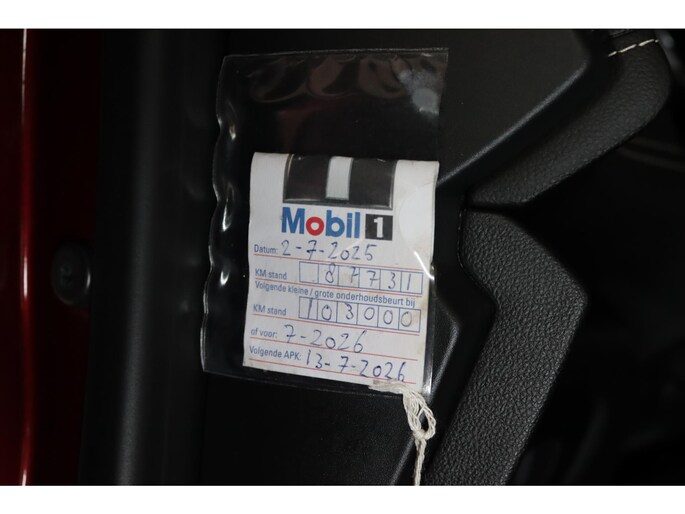 Mobil 1
Datum: 2-7-2025
KM stand 87731
Volgende kleine / grote onderhoudsbeurt bij
KM stand 103000
of voor: 7-2026
Volgende APK: 13-7-2026